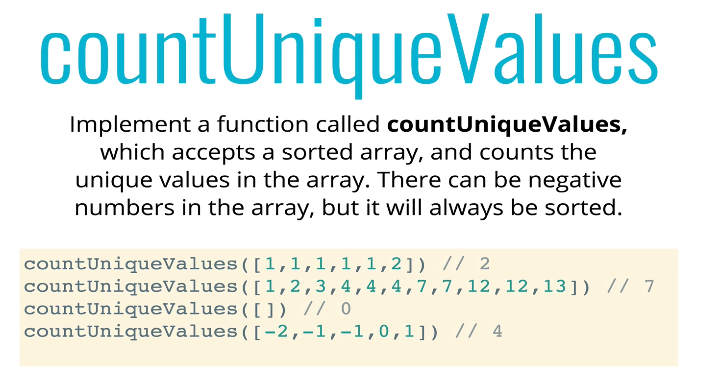 countUniqueValues
Implement a function called countUniqueValues,
which accepts a sorted array, and counts the
unique values in the array. There can be negative
numbers in the array, but it will always be sorted.
countUniqueValues([1,1,1,1,1,2]) // 2
countUniqueValues([1,2,3,4,4,4,7,7,12,12,13]) // 7
countUniqueValues([]) // 0
countUniqueValues([-2,-1,-1,0,1]) // 4